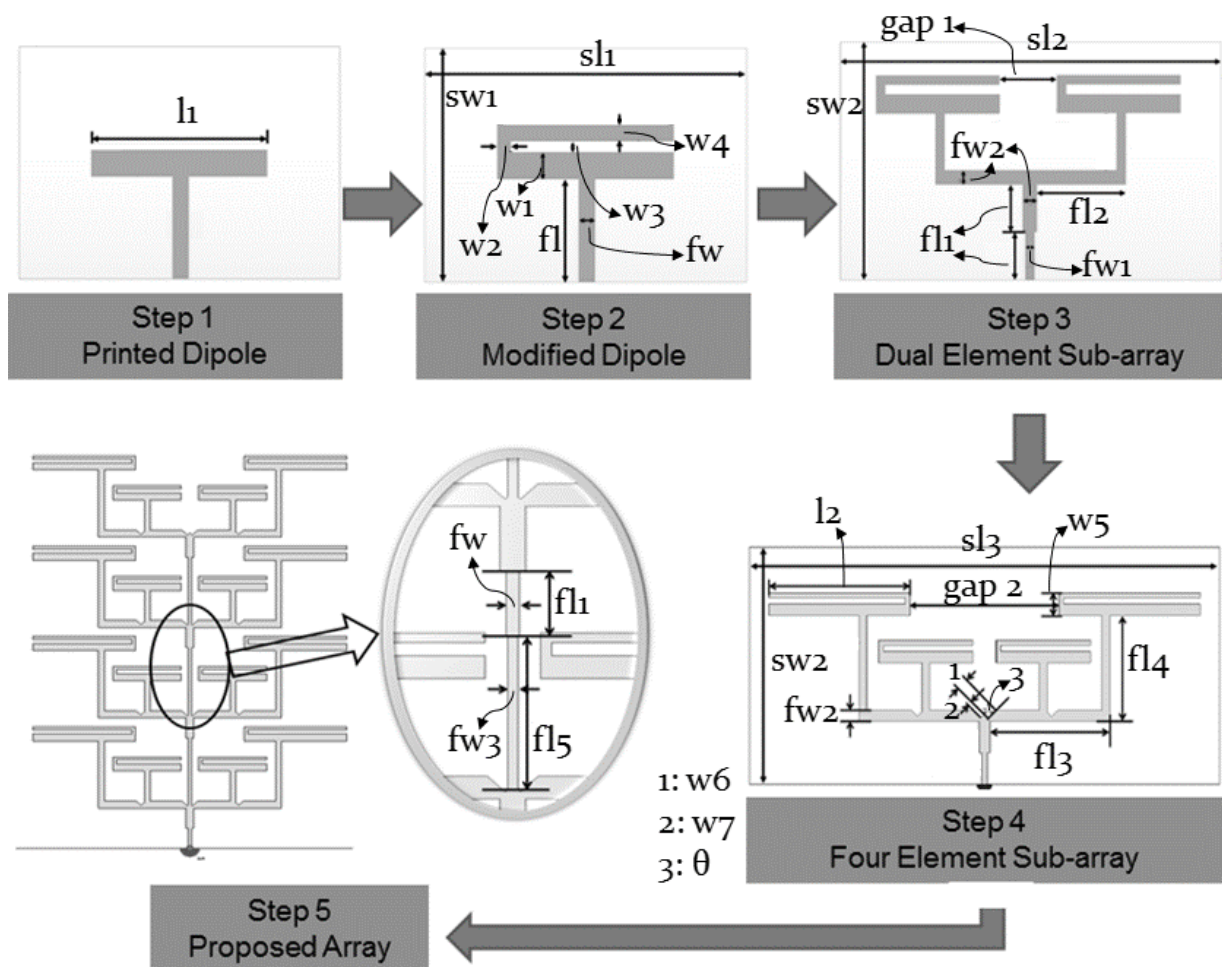 l1
Step 1
Printed Dipole
sl1
sw1
w4
w1
w3
w2
fl
fw
Step 2
Modified Dipole
gap 1
sl2
sw2
fw2
fl2
fl1
fw1
Step 3
Dual Element Sub-array
l2
w5
sl3
gap 2
sw2
fl4
1
3
2
fw2
fl3
1: w6
2: w7
3: θ
Step 4
Four Element Sub-array
fw
fl1
fw3
fl5
Step 5
Proposed Array